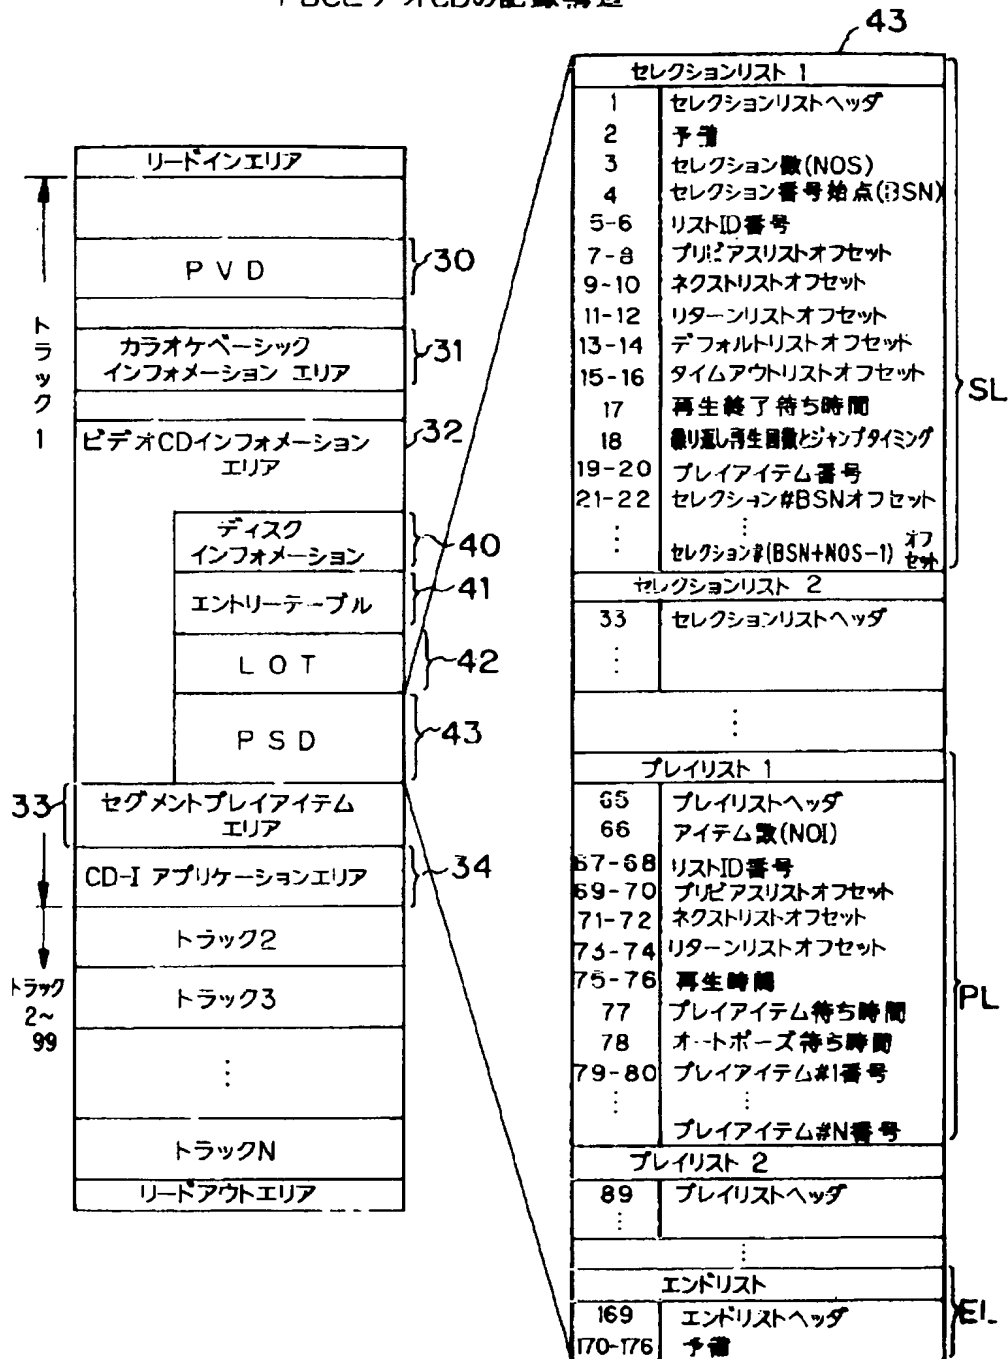 PBCビデオCDの記録構造
リードインエリア
トラック1
PVD
30
カラオケベーシック
インフォメーション エリア
31
ビデオCDインフォメーション
エリア
32
ディスク
インフォメーション
40
エントリーテーブル
41
LOT
42
PSD
43
33
セグメントプレイアイテム
エリア
CD-I アプリケーションエリア
34
トラック
2~
99
トラック2
トラック3
⋮
トラックN
リードアウトエリア
43
セレクションリスト 1
1 セレクションリストヘッダ
2 予備
3 セレクション数(NOS)
4 セレクション番号始点(BSN)
5-6 リストID番号
7-8 プリビアスリストオフセット
9-10 ネクストリストオフセット
11-12 リターンリストオフセット
13-14 デフォルトリストオフセット
15-16 タイムアウトリストオフセット
17 再生終了待ち時間
18 繰り返し再生回数とジャンプタイミング
19-20 プレイアイテム番号
21-22 セレクション#BSNオフセット
⋮ ⋮
セレクション#(BSN+NOS-1) オフセット
SL
セレクションリスト 2
33 セレクションリストヘッダ
⋮
⋮
プレイリスト 1
65 プレイリストヘッダ
66 アイテム数(NOI)
67-68 リストID番号
69-70 プリビアスリストオフセット
71-72 ネクストリストオフセット
73-74 リターンリストオフセット
75-76 再生時間
77 プレイアイテム待ち時間
78 オートポーズ待ち時間
79-80 プレイアイテム#1番号
⋮ ⋮
プレイアイテム#N番号
PL
プレイリスト 2
89 プレイリストヘッダ
⋮
⋮
エンドリスト
169 エンドリストヘッダ
170-176 予備
EL